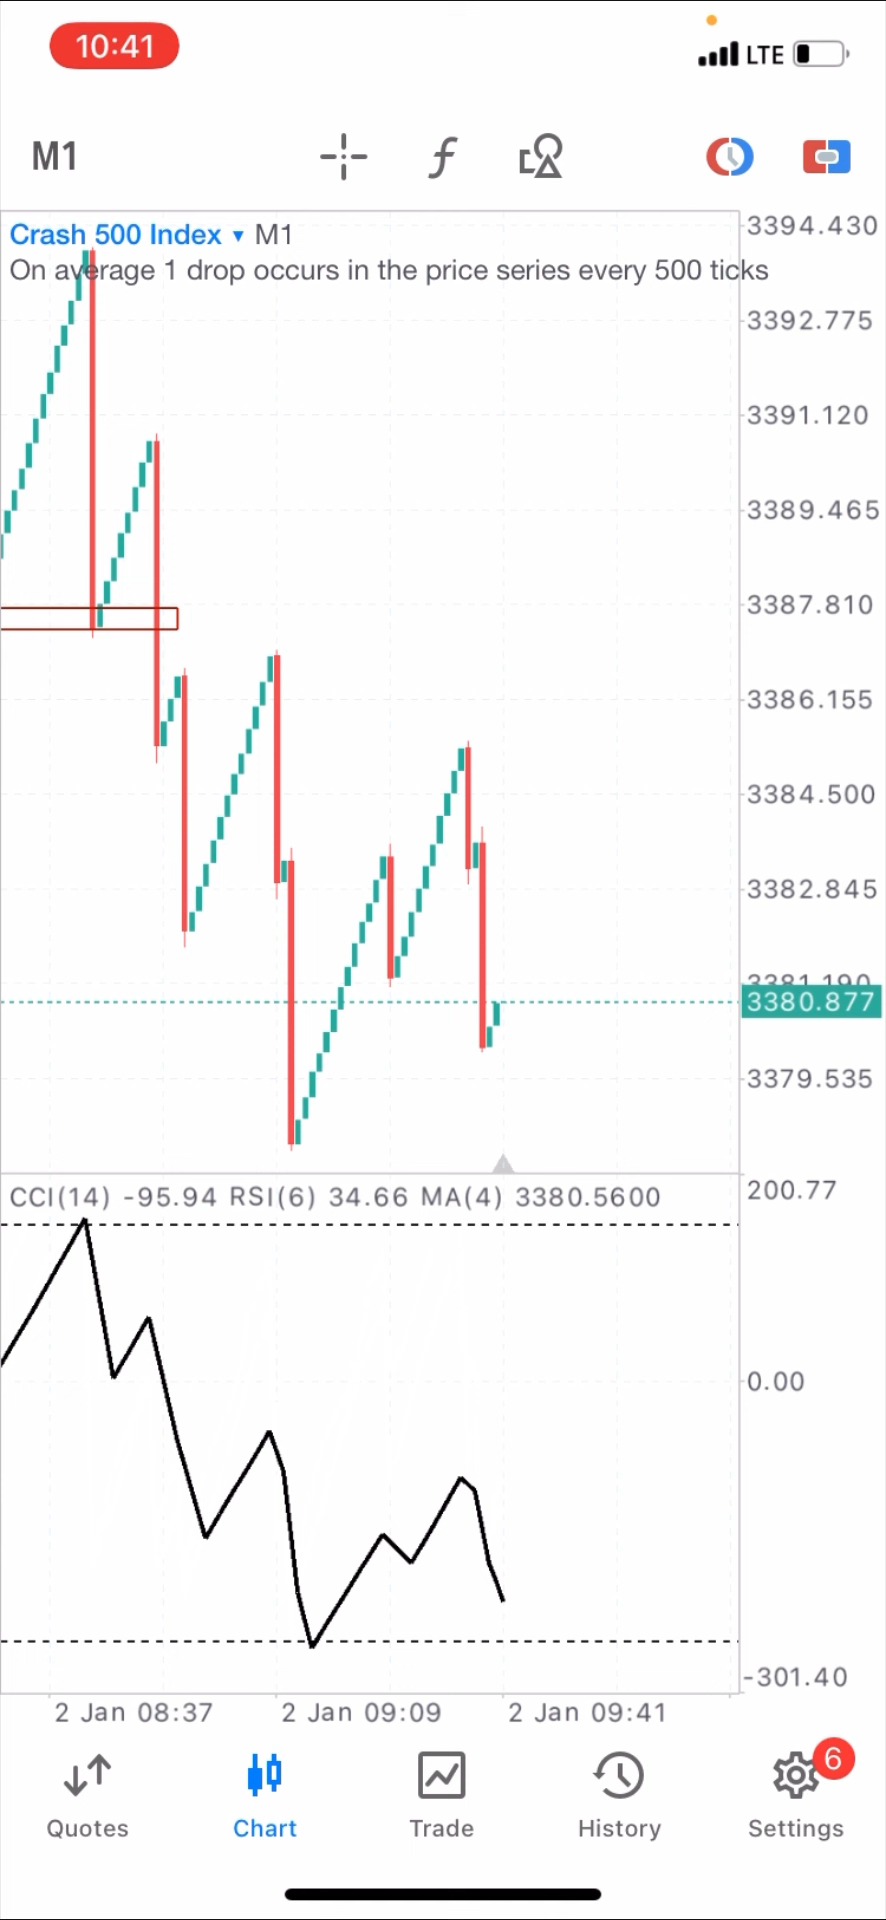 10:41
LTE
M1
f
Crash 500 Index ▾ M1
On average 1 drop occurs in the price series every 500 ticks
3394.430
3392.775
3391.120
3389.465
3387.810
3386.155
3384.500
3382.845
3381.190
3380.877
3379.535
CCI(14) -95.94 RSI(6) 34.66 MA(4) 3380.5600
200.77
0.00
-301.40
2 Jan 08:37
2 Jan 09:09
2 Jan 09:41
6
Quotes
Chart
Trade
History
Settings